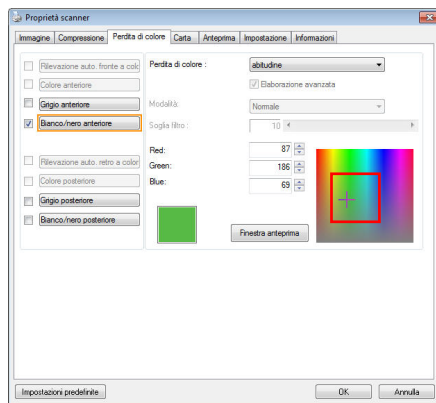 Proprietà scanner
Immagine Compressione Perdita di colore Carta Anteprima Impostazione Informazioni
Rilevazione auto. fronte a colo
Colore anteriore
Grigio anteriore
Bianco/nero anteriore
Rilevazione auto. retro a color
Colore posteriore
Grigio posteriore
Bianco/nero posteriore
Perdita di colore : abitudine
Elaborazione avanzata
Modalità: Normale
Soglia filtro : 10
Red: 87
Green: 186
Blue: 69
Finestra anteprima
Impostazioni predefinite OK Annulla